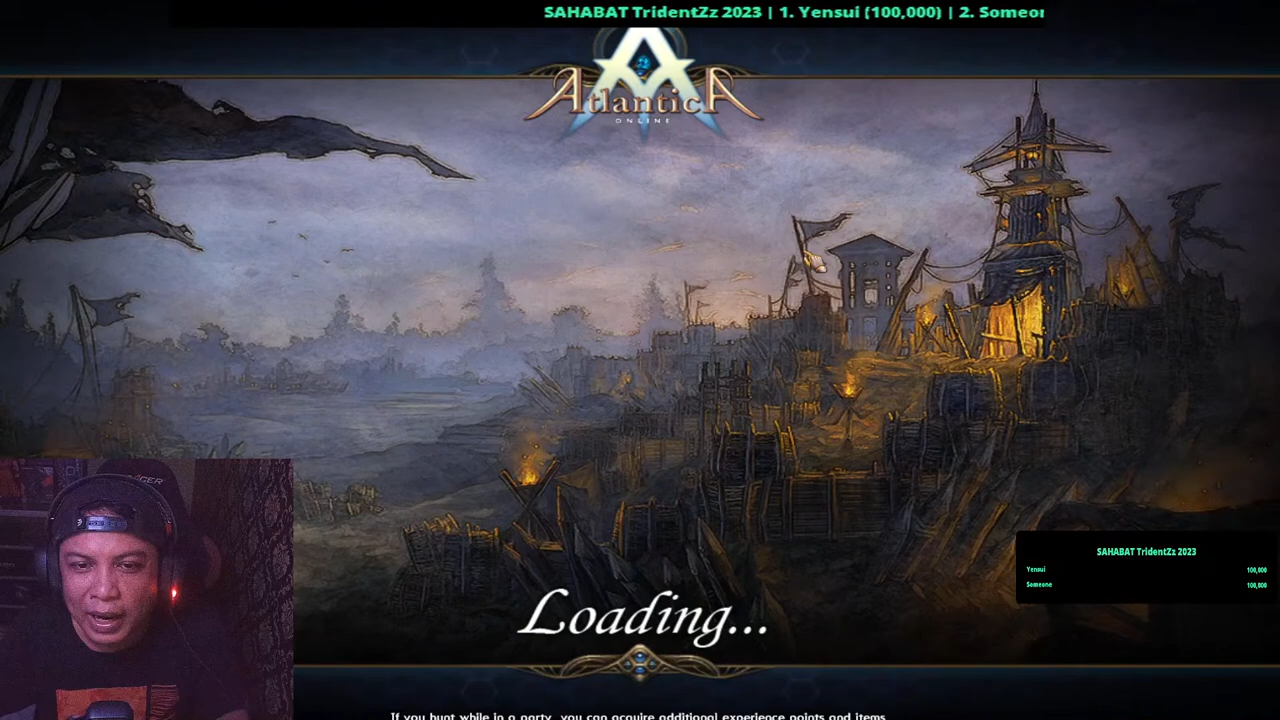 SAHABAT TridentZz 2023 | 1. Yensui (100,000) | 2. Someo
AtlanticA
ONLINE
SAHABAT TridentZz 2023
Yensui 100,000
Someone 100,000
Loading...
If you hunt while in a party, you can acquire additional experience points and items